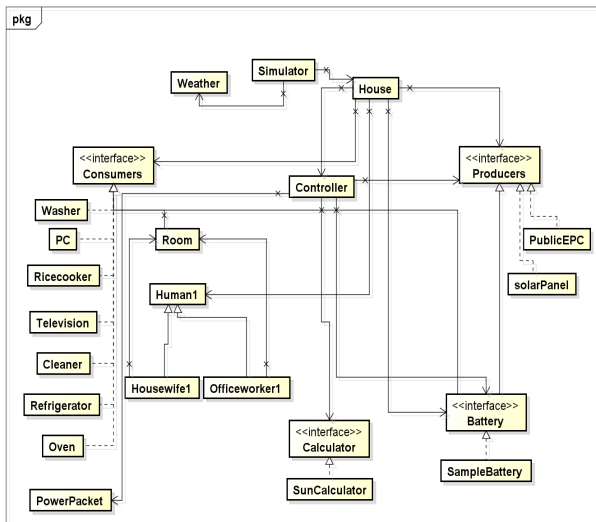 pkg
Simulator
Weather
House
<<interface>>
Consumers
<<interface>>
Producers
Controller
Washer
PC
Room
PublicEPC
Ricecooker
solarPanel
Human1
Television
Cleaner
Housewife1
Officeworker1
Refrigerator
<<interface>>
Battery
<<interface>>
Calculator
Oven
SampleBattery
SunCalculator
PowerPacket